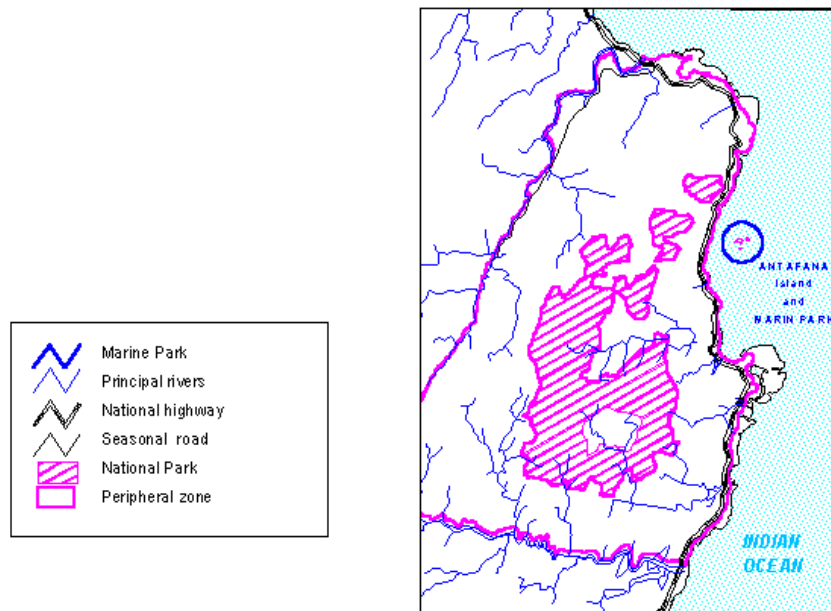 Marine Park
Principal rivers
National highway
Seasonal road
National Park
Peripheral zone
ANTAFANA
Island
and
MARIN PARK
INDIAN
OCEAN